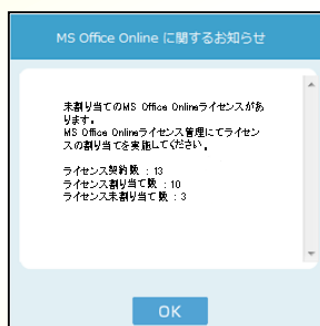 MS Office Online に関するお知らせ
未割り当てのMS Office Onlineライセンスがあ
ります。
MS Office Onlineライセンス管理にてライセン
スの割り当てを実施してください。
ライセンス契約数 : 13
ライセンス割り当て数 : 10
ライセンス未割り当て数 : 3
OK